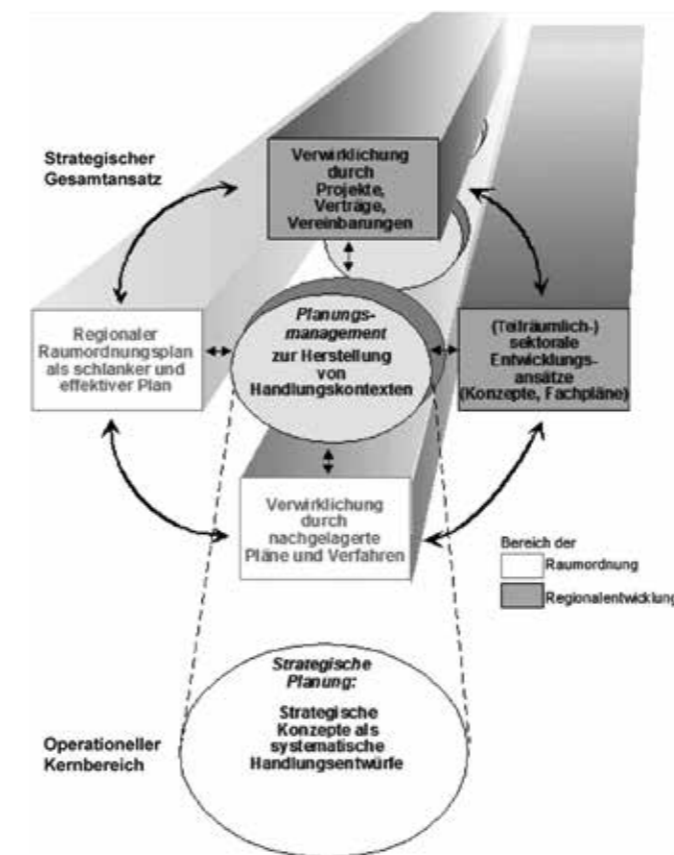 Strategischer
Gesamtansatz
Verwirklichung
durch
Projekte,
Verträge,
Vereinbarungen
Regionaler
Raumordnungsplan
als schlanker und
effektiver Plan
Planungs-
management
zur Herstellung
von
Handlungskontexten
(Teilräumlich-)
sektorale
Entwicklungs-
ansätze
(Konzepte, Fachpläne)
Verwirklichung
durch
nachgelagerte
Pläne und Verfahren
Bereich der
Raumordnung
Regionalentwicklung
Operationeller
Kernbereich
Strategische
Planung:
Strategische
Konzepte als
systematische
Handlungsentwürfe